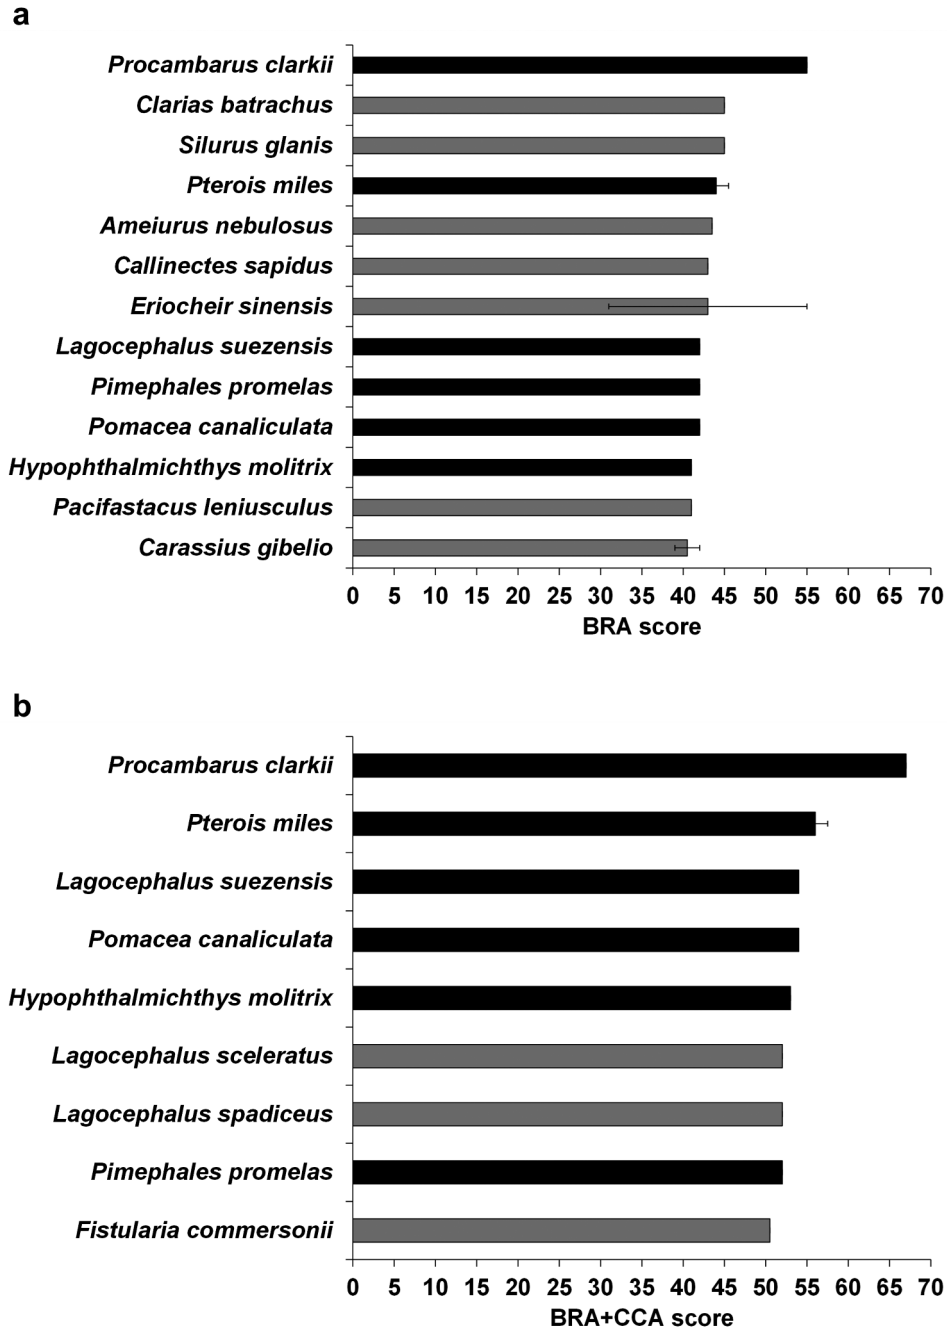 a
Procambarus clarkii
Clarias batrachus
Silurus glanis
Pterois miles
Ameiurus nebulosus
Callinectes sapidus
Eriocheir sinensis
Lagocephalus suezensis
Pimephales promelas
Pomacea canaliculata
Hypophthalmichthys molitrix
Pacifastacus leniusculus
Carassius gibelio
0 5 10 15 20 25 30 35 40 45 50 55 60 65 70
BRA score
b
Procambarus clarkii
Pterois miles
Lagocephalus suezensis
Pomacea canaliculata
Hypophthalmichthys molitrix
Lagocephalus sceleratus
Lagocephalus spadiceus
Pimephales promelas
Fistularia commersonii
0 5 10 15 20 25 30 35 40 45 50 55 60 65 70
BRA+CCA score